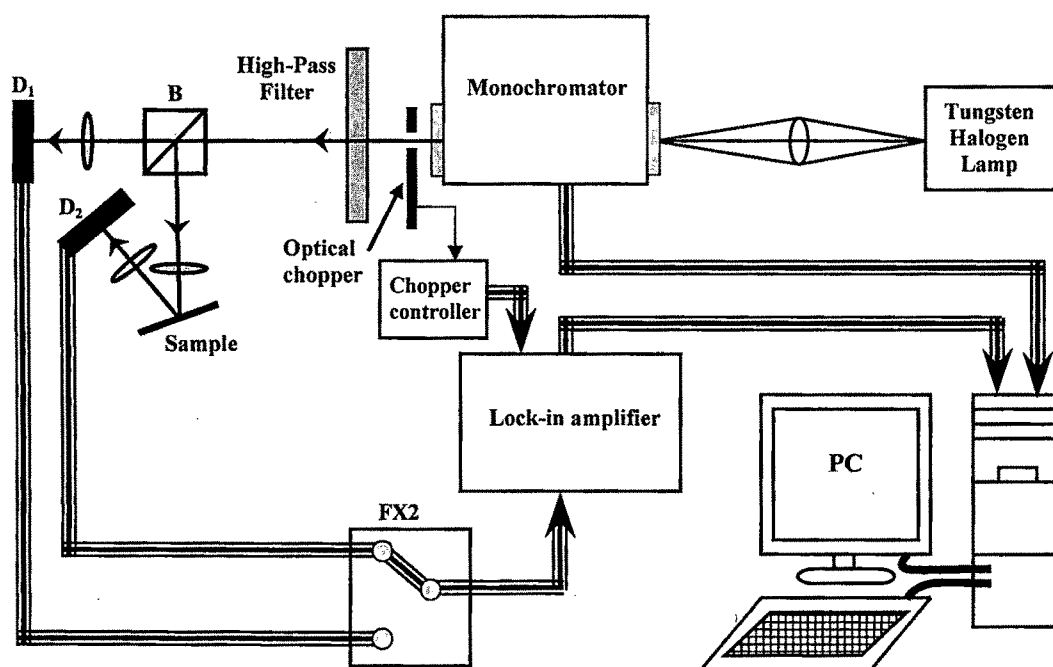 High-Pass
Filter
Monochromator
Tungsten
Halogen
Lamp
D₁
B
D₂
Optical
chopper
Chopper
controller
Sample
Lock-in amplifier
PC
FX2